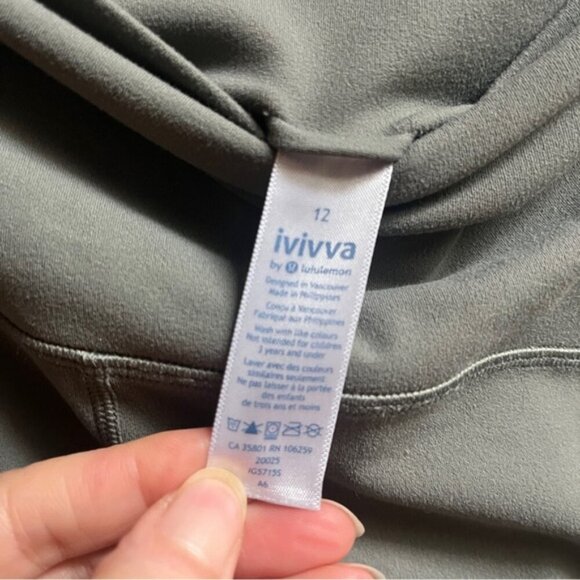 12
ivivva
by lululemon
Designed in Vancouver
Made in Philippines
Conçu à Vancouver
Fabriqué aux Philippines
Wash with like colours
Not intended for children
3 years and under
Laver avec des couleurs
similaires seulement
Ne pas laisser à la portée
des enfants
de trois ans et moins
CA 35801 RN 106259
20025
IG5715S
A6